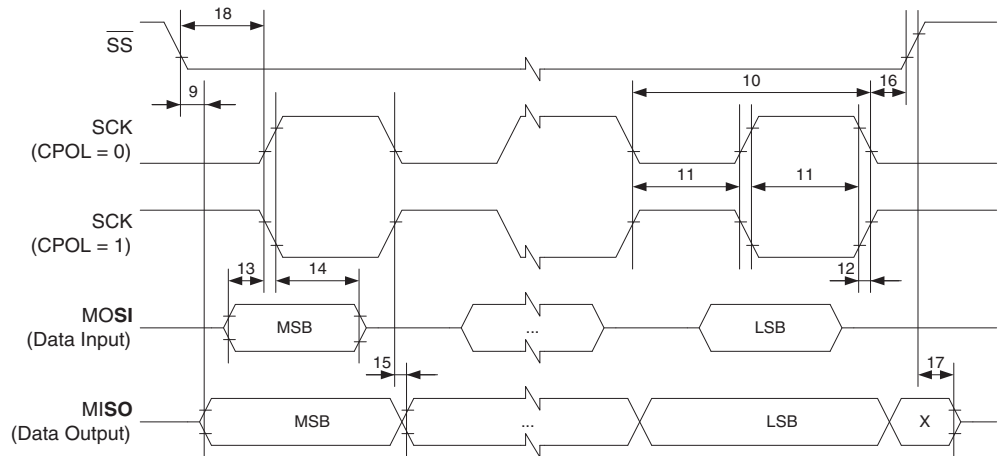 18
SS
10
16
9
SCK
(CPOL = 0)
11
11
SCK
(CPOL = 1)
13
14
12
MOSI
(Data Input)
MSB
...
LSB
15
17
MISO
(Data Output)
MSB
...
LSB
X